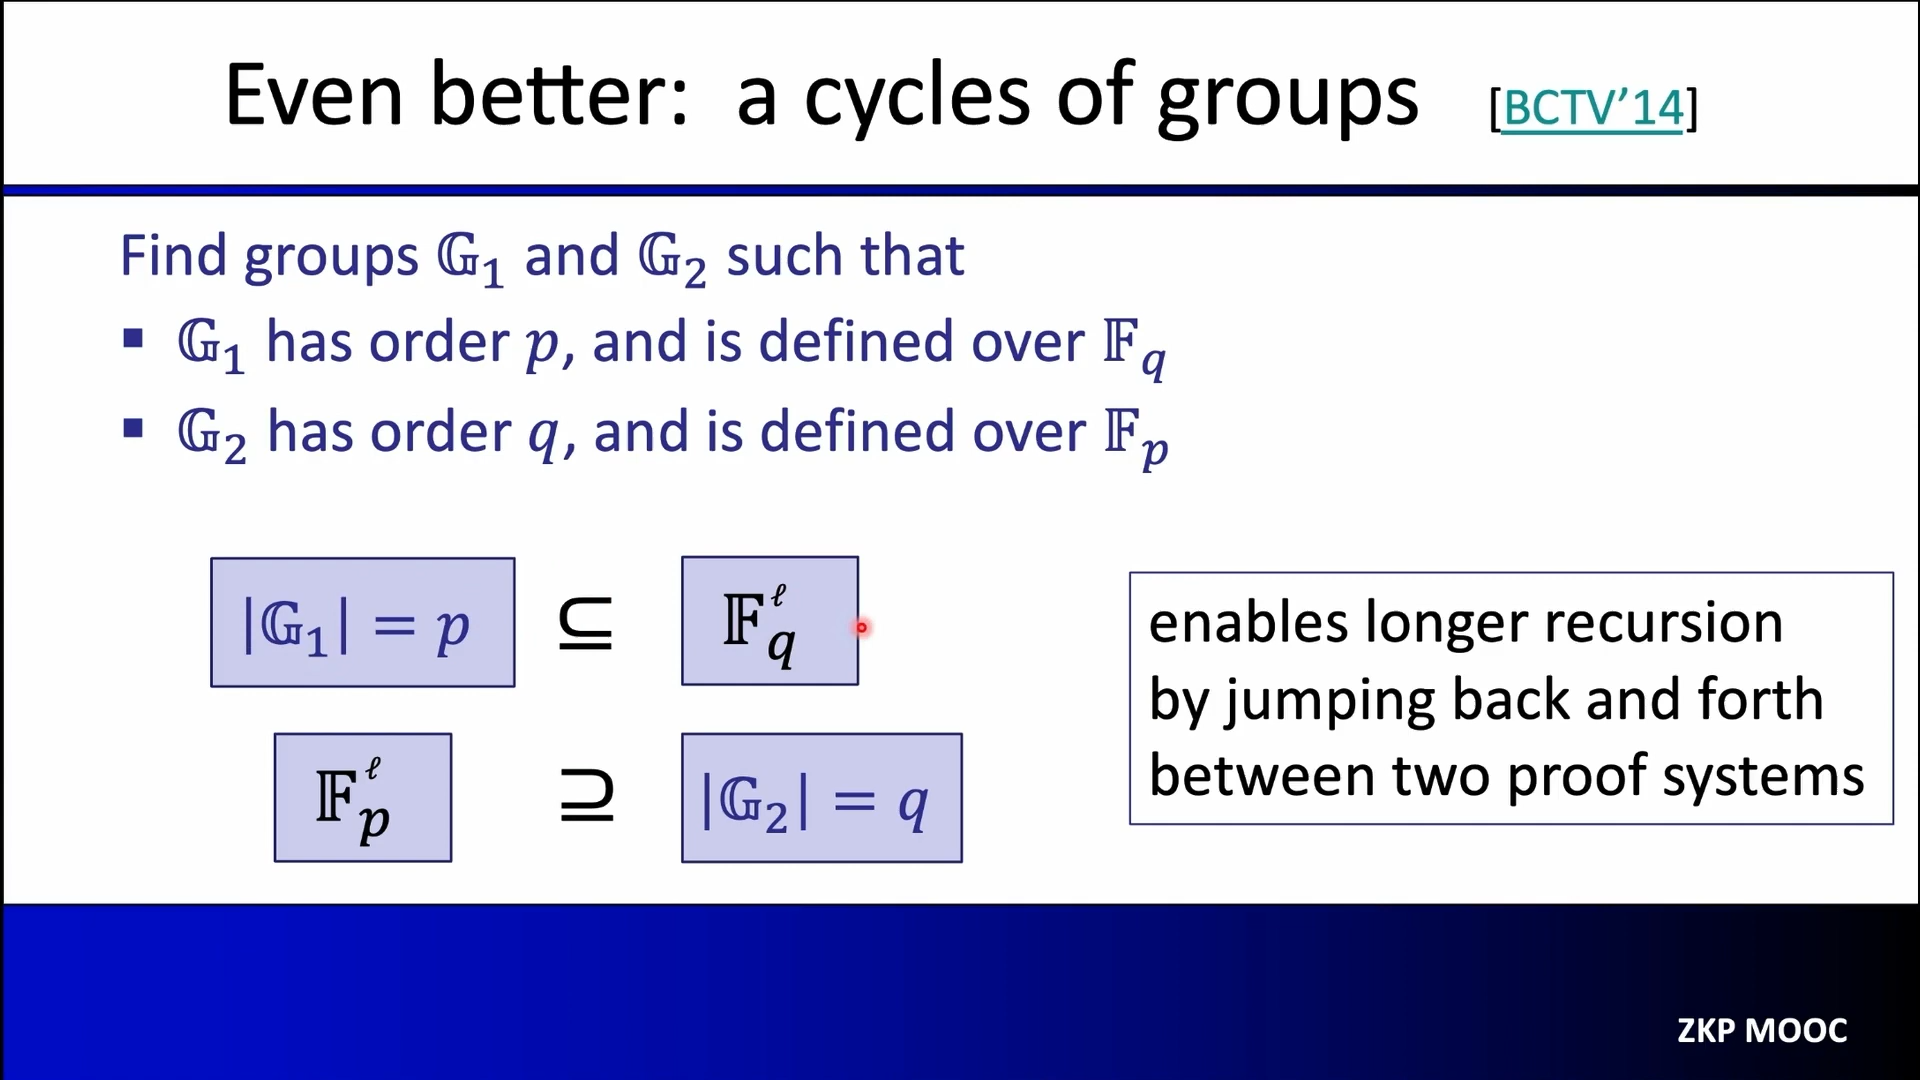 Even better: a cycles of groups [BCTV’14]
Find groups 𝔾₁ and 𝔾₂ such that
▪ 𝔾₁ has order p, and is defined over 𝔽_q
▪ 𝔾₂ has order q, and is defined over 𝔽_p
|𝔾₁| = p ⊆ 𝔽_q^ℓ
𝔽_p^ℓ ⊇ |𝔾₂| = q
enables longer recursion
by jumping back and forth
between two proof systems
ZKP MOOC